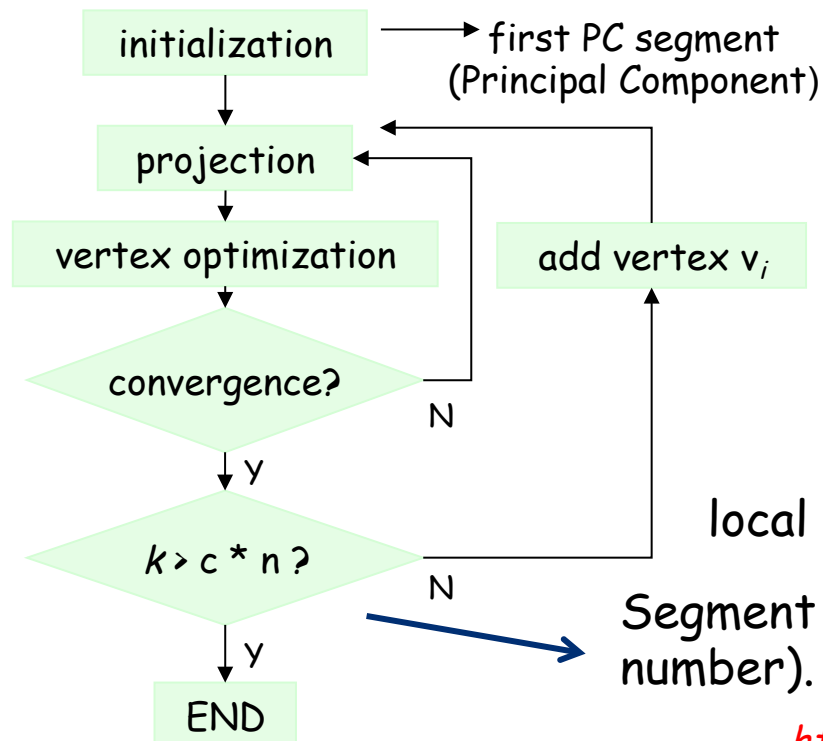 initialization
first PC segment
(Principal Component)
projection
vertex optimization
add vertex vᵢ
convergence?
N
Y
local
k > c * n ?
N
Segment
number).
Y
END